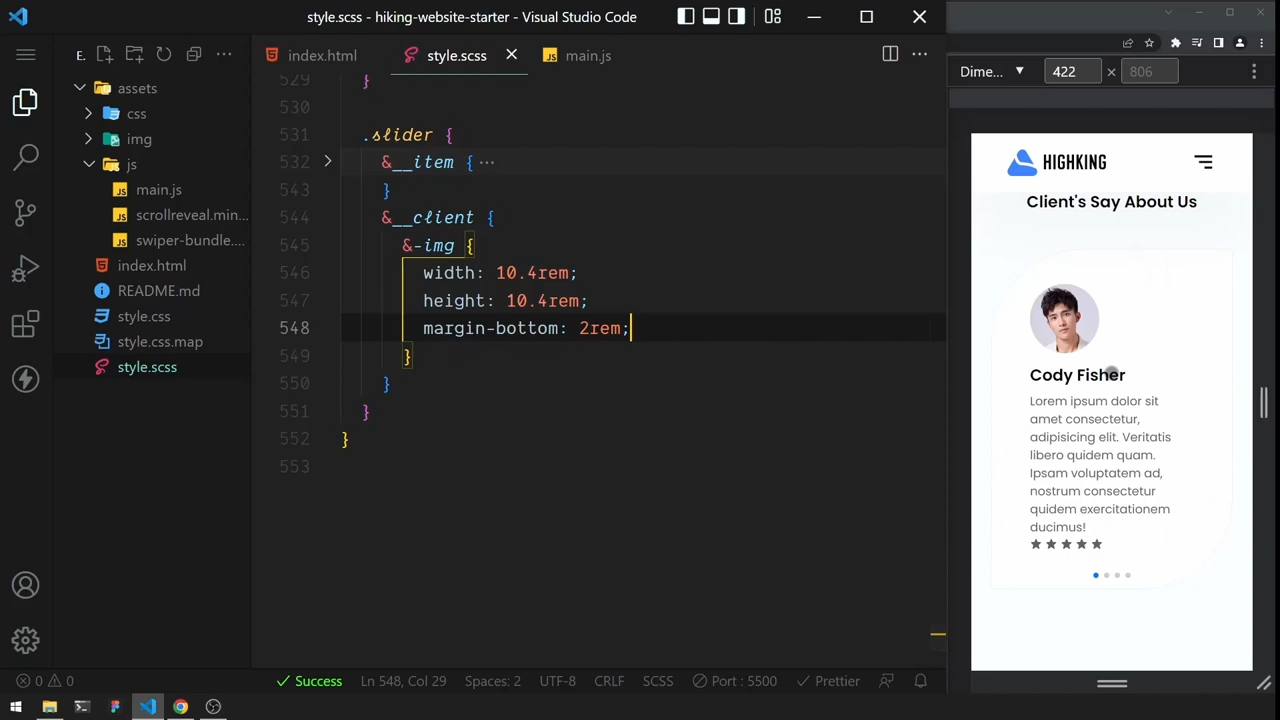 style.scss - hiking-website-starter - Visual Studio Code
E.
index.html
style.scss
main.js
assets
css
img
js
main.js
scrollreveal.min...
swiper-bundle....
index.html
README.md
style.css
style.css.map
style.scss
529 }
530
531 .slider {
532 &__item { ...
543 }
544 &__client {
545 &-img {
546 width: 10.4rem;
547 height: 10.4rem;
548 margin-bottom: 2rem;
549 }
550 }
551 }
552 }
553
0 0
Success
Ln 548, Col 29
Spaces: 2
UTF-8
CRLF
SCSS
Port : 5500
Prettier
Dime...
422
×
806
HIGHKING
Client's Say About Us
Cody Fisher
Lorem ipsum dolor sit
amet consectetur,
adipisicing elit. Veritatis
libero quidem quam.
Ipsam voluptatem ad,
nostrum consectetur
quidem exercitationem
ducimus!